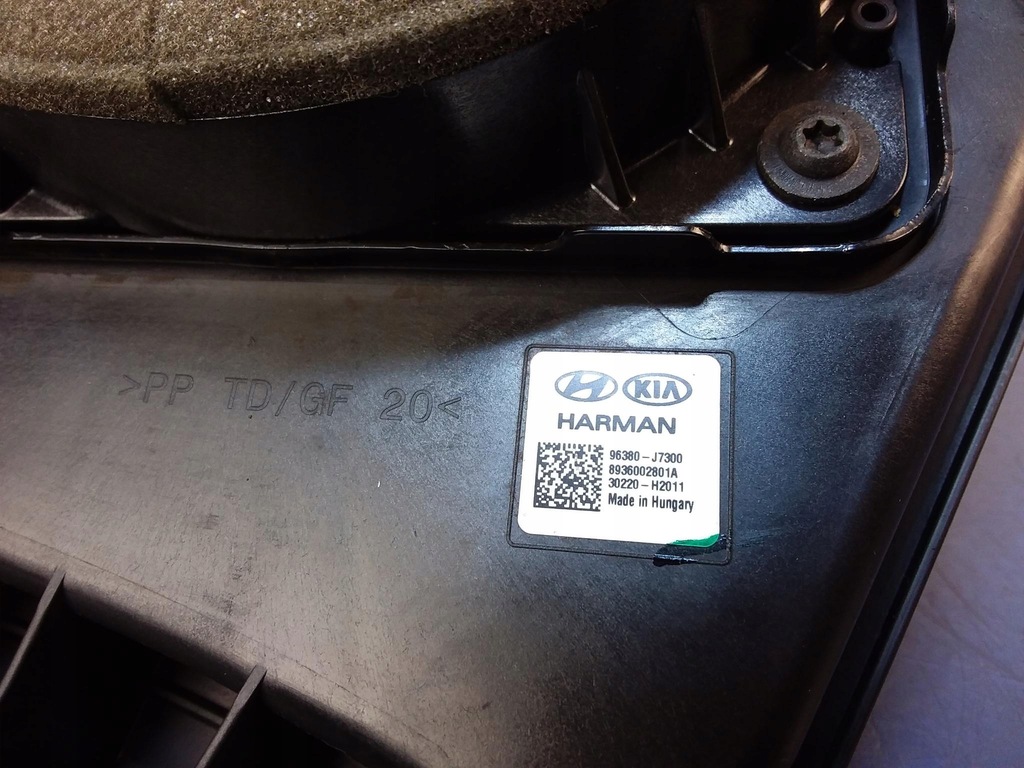 >PP TD/GF 20<
KIA
HARMAN
96380-J7300
8936002801A
30220-H2011
Made in Hungary